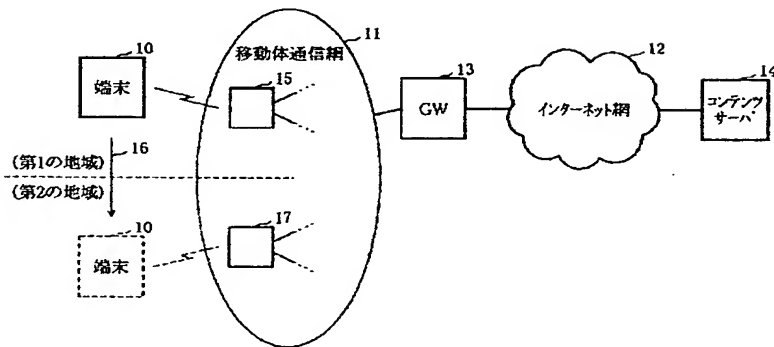 10
端末
11
移動体通信網
15
12
13
GW
インターネット網
14
コンテンツ
サーバ
16
(第1の地域)
(第2の地域)
10
端末
17